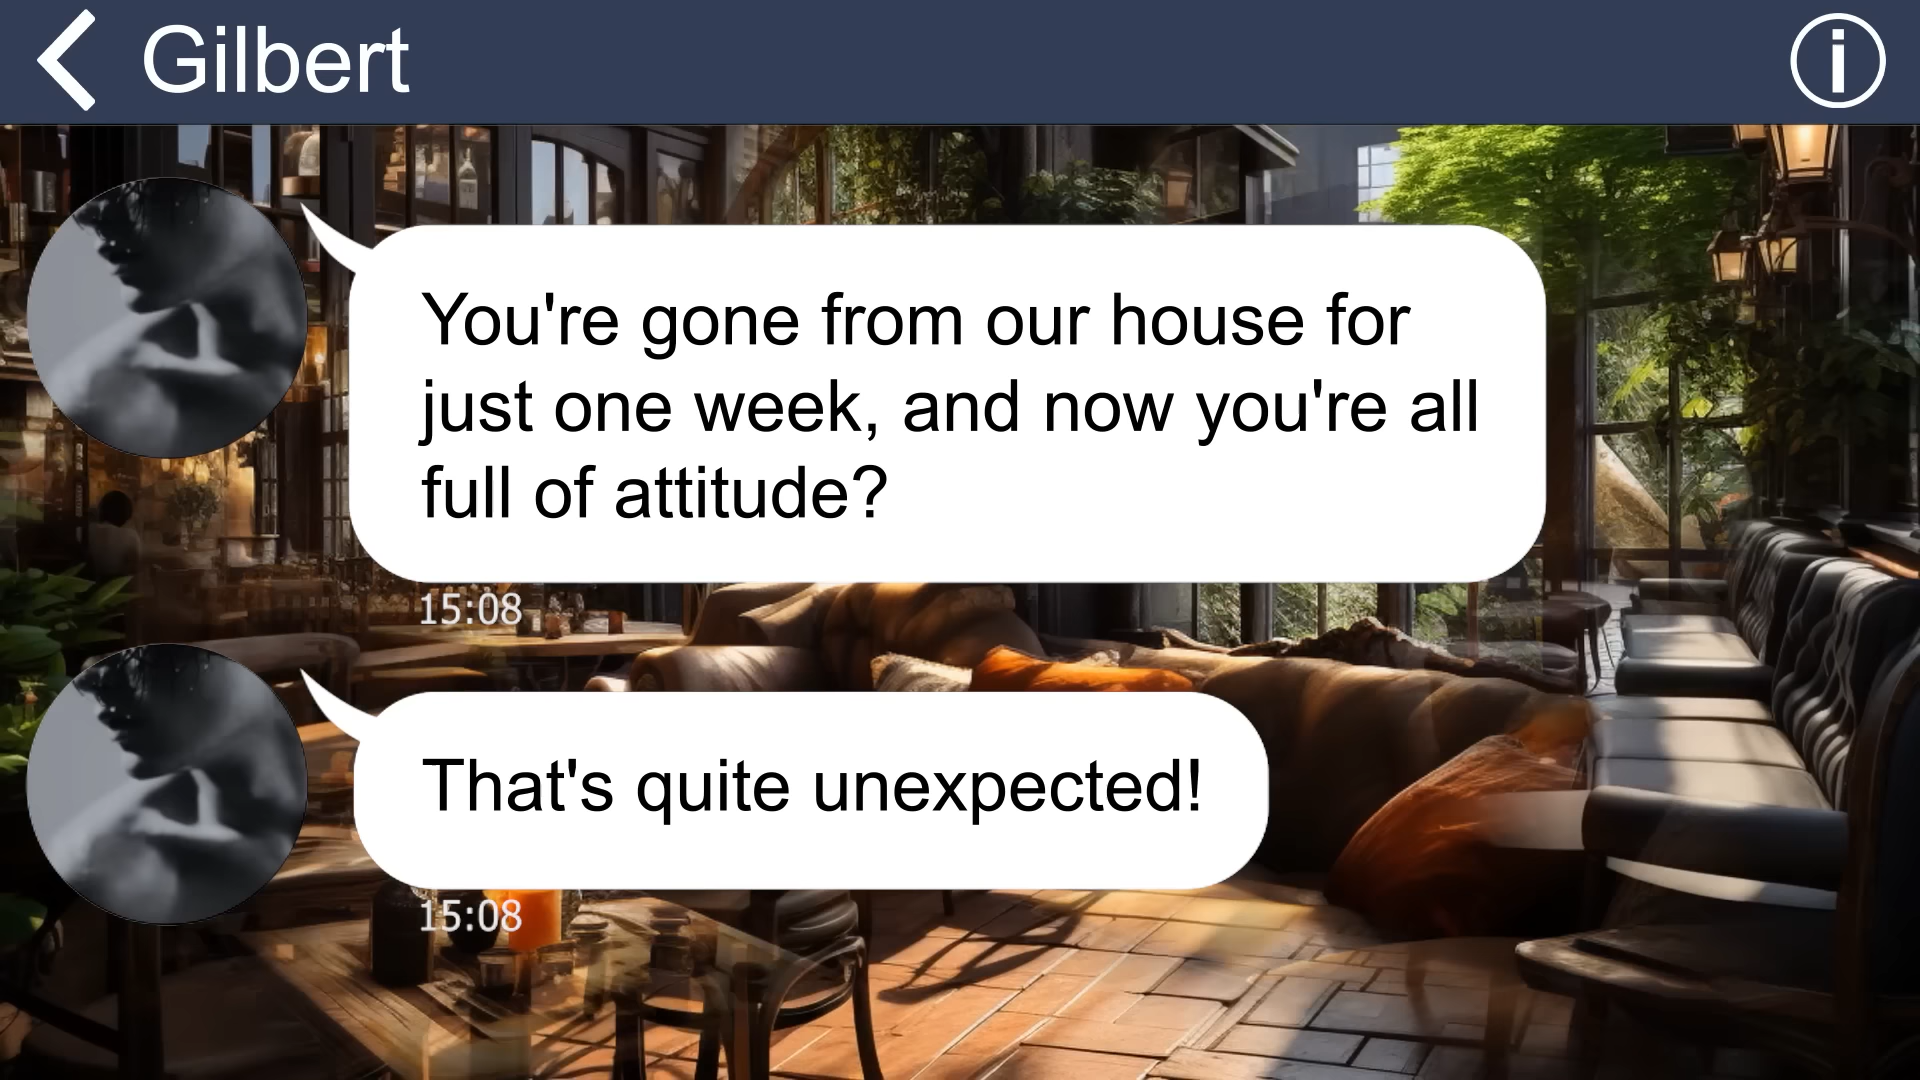 Gilbert
You're gone from our house for
just one week, and now you're all
full of attitude?
15:08
That's quite unexpected!
15:08